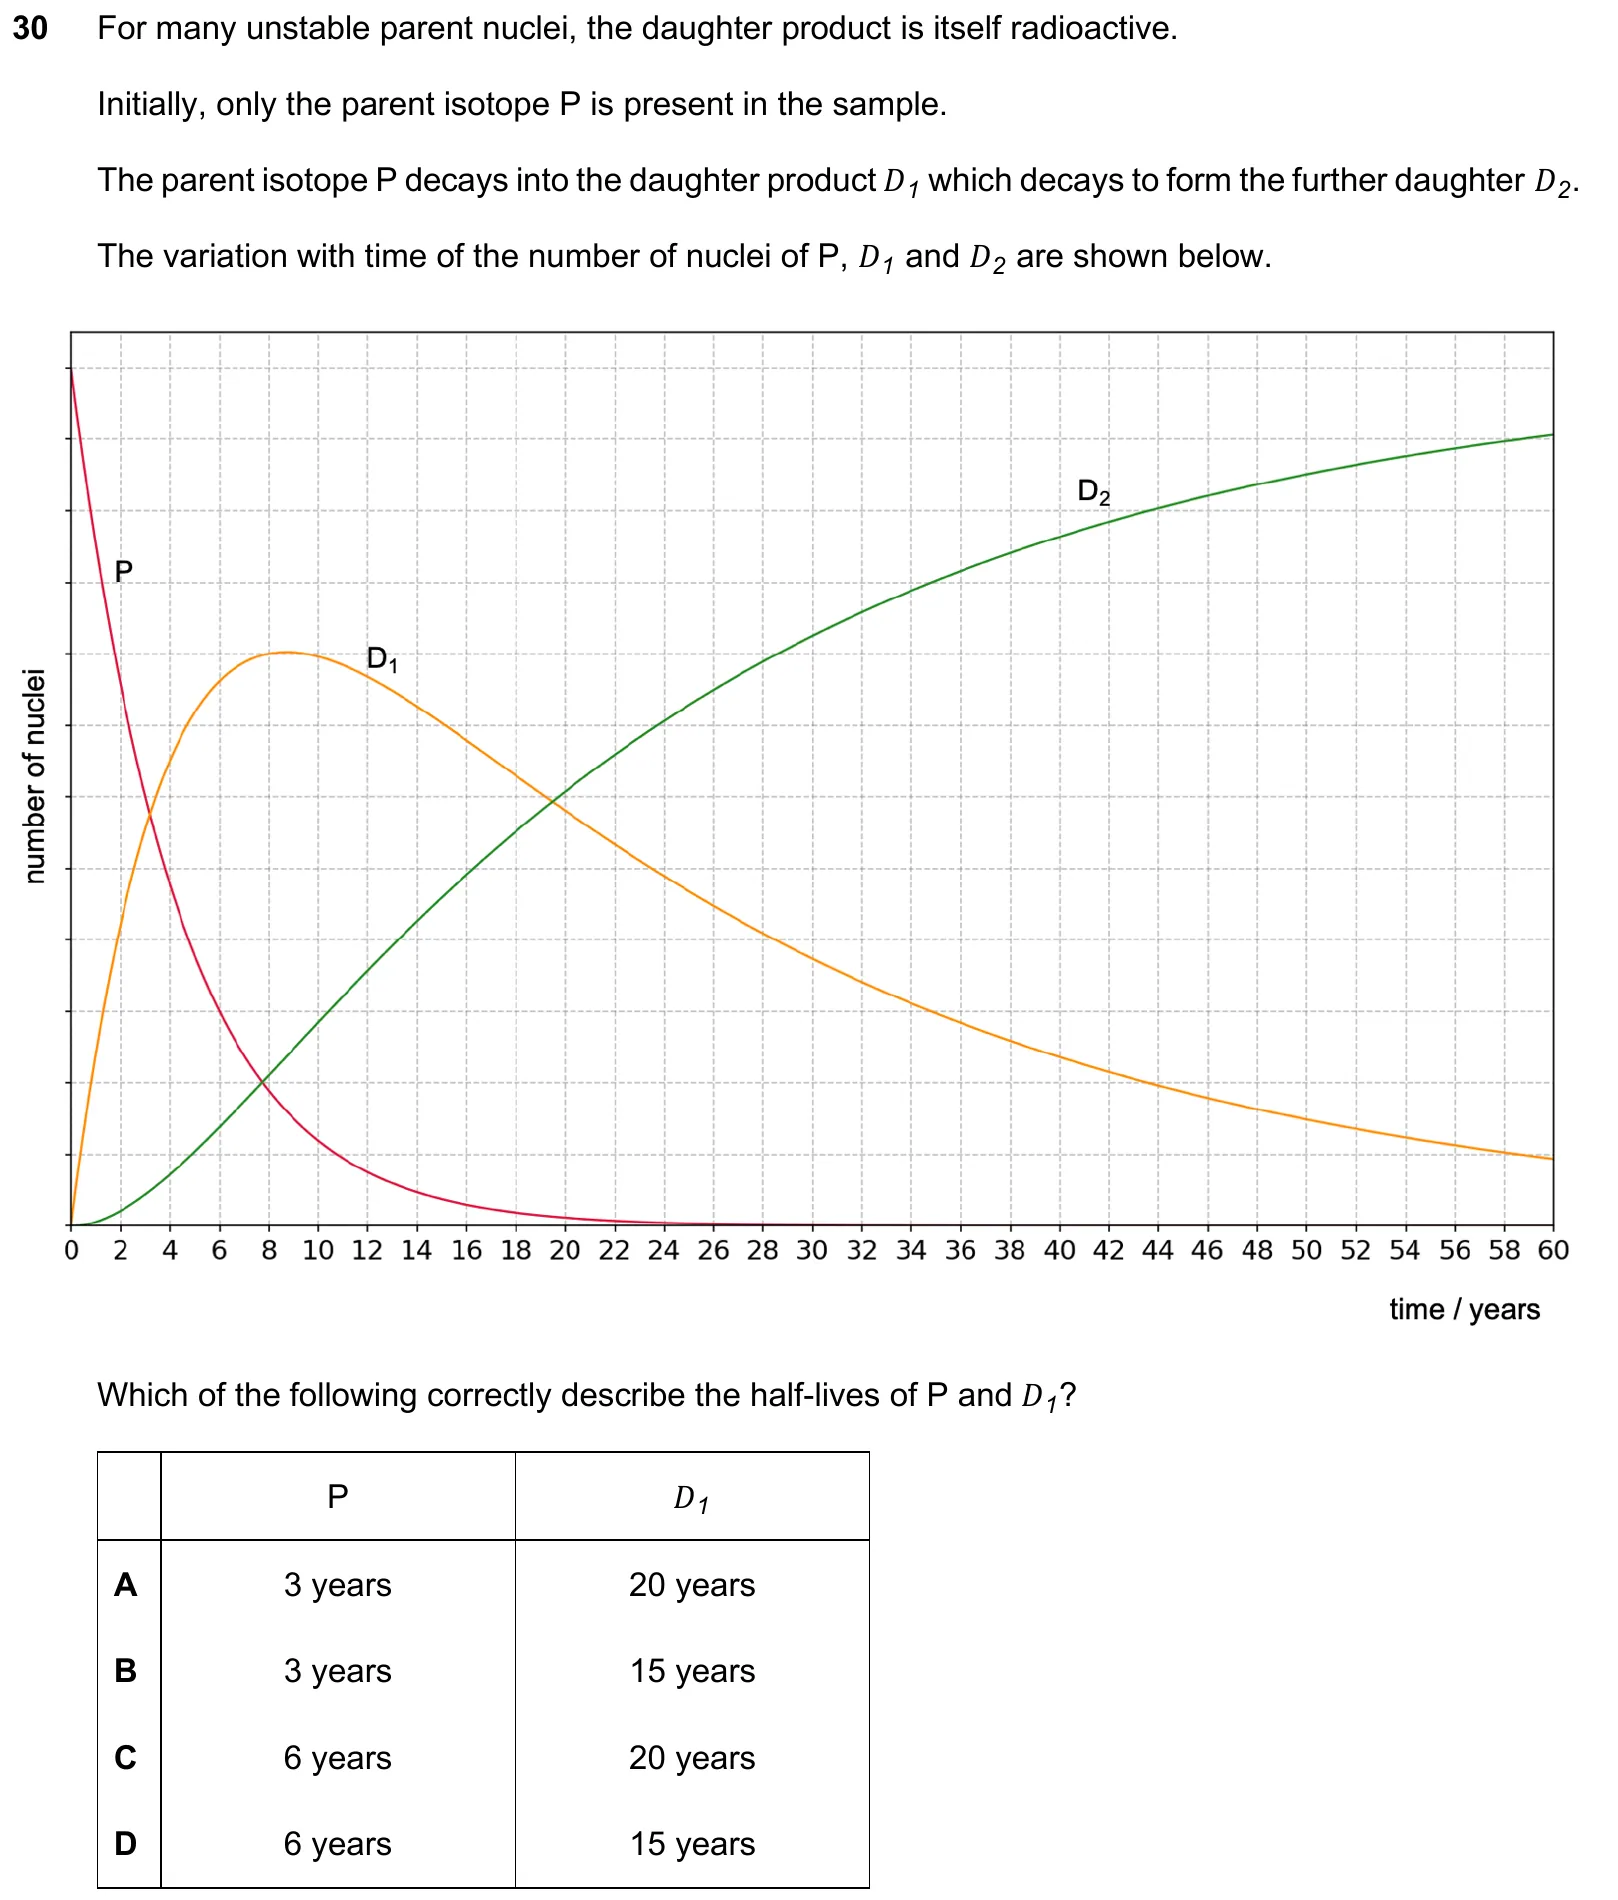 30 For many unstable parent nuclei, the daughter product is itself radioactive.
Initially, only the parent isotope P is present in the sample.
The parent isotope P decays into the daughter product D₁ which decays to form the further daughter D₂.
The variation with time of the number of nuclei of P, D₁ and D₂ are shown below.
D₂
P
D₁
number of nuclei
0 2 4 6 8 10 12 14 16 18 20 22 24 26 28 30 32 34 36 38 40 42 44 46 48 50 52 54 56 58 60
time / years
Which of the following correctly describe the half-lives of P and D₁?
P D₁
A 3 years 20 years
B 3 years 15 years
C 6 years 20 years
D 6 years 15 years